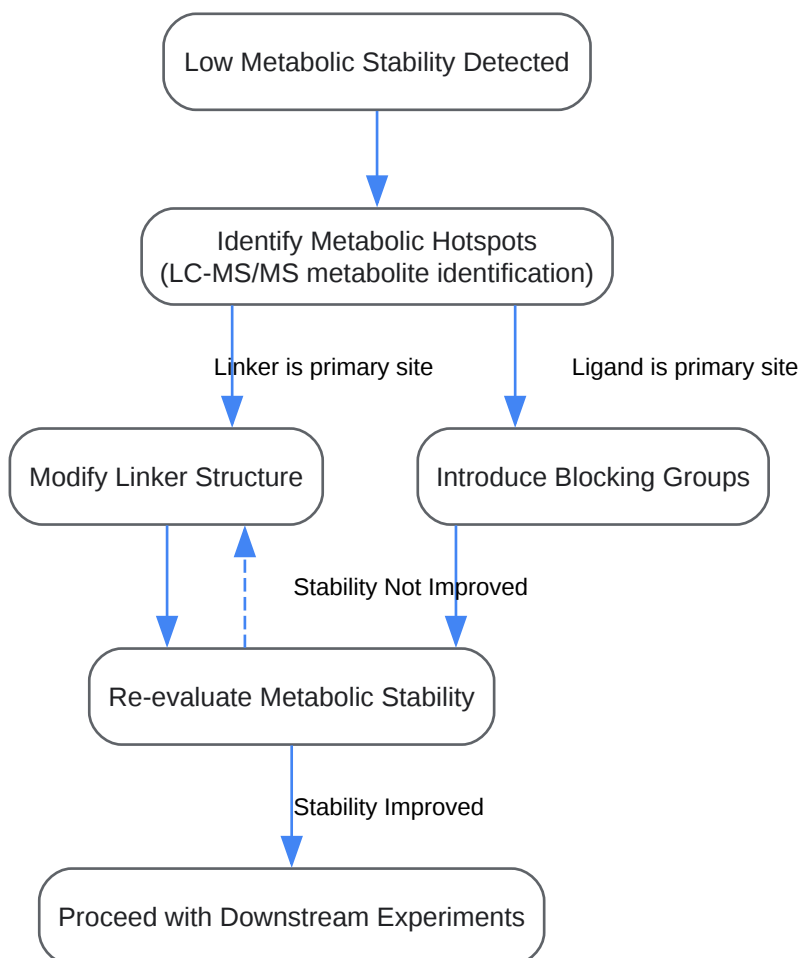 Low Metabolic Stability Detected
Identify Metabolic Hotspots
(LC-MS/MS metabolite identification)
Linker is primary site
Ligand is primary site
Modify Linker Structure
Introduce Blocking Groups
Stability Not Improved
Re-evaluate Metabolic Stability
Stability Improved
Proceed with Downstream Experiments